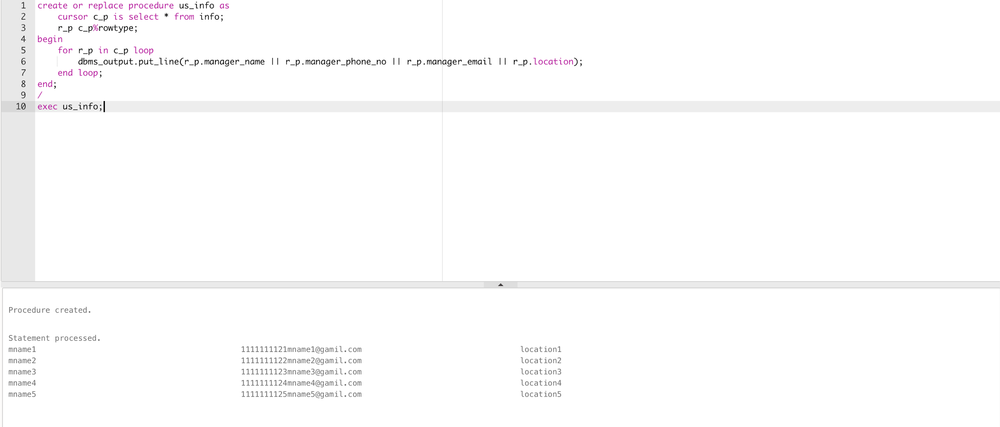 1 create or replace procedure us_info as
2     cursor c_p is select * from info;
3     r_p c_p%rowtype;
4 begin
5     for r_p in c_p loop
6         dbms_output.put_line(r_p.manager_name || r_p.manager_phone_no || r_p.manager_email || r_p.location);
7     end loop;
8 end;
9 /
10 exec us_info;
Procedure created.
Statement processed.
mname1                                            1111111121mname1@gamil.com                                  location1
mname2                                            1111111122mname2@gamil.com                                  location2
mname3                                            1111111123mname3@gamil.com                                  location3
mname4                                            1111111124mname4@gamil.com                                  location4
mname5                                            1111111125mname5@gamil.com                                  location5